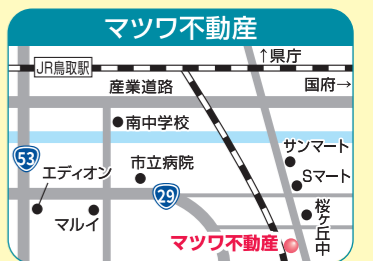 マツワ不動産
↑県庁
JR鳥取駅
産業道路
国府→
南中学校
サンマート
53
エディオン
市立病院
Sマート
29
桜ヶ丘中
マルイ
マツワ不動産